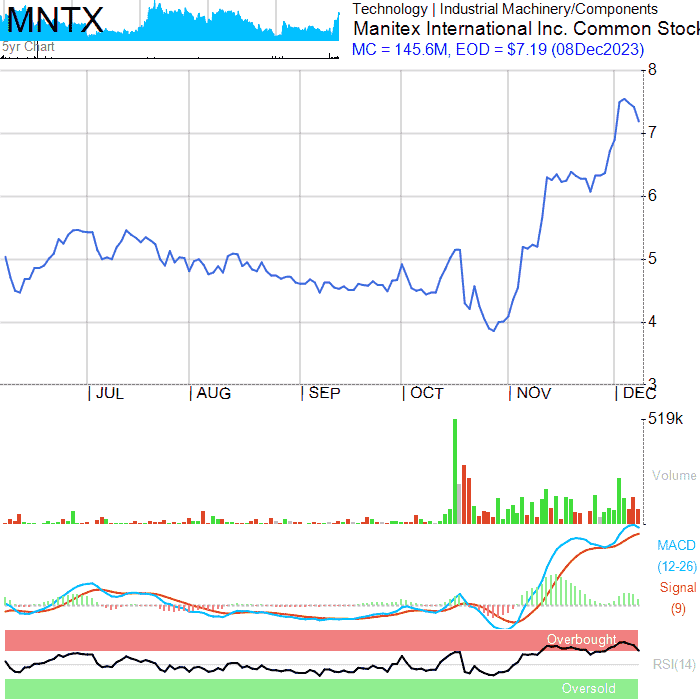 MNTX
5yr Chart
Technology | Industrial Machinery/Components
Manitex International Inc. Common Stock
MC = 145.6M, EOD = $7.19 (08Dec2023)
8
7
6
5
4
3
JUL
AUG
SEP
OCT
NOV
DEC
519k
Volume
MACD
(12-26)
Signal
(9)
Overbought
RSI(14)
Oversold